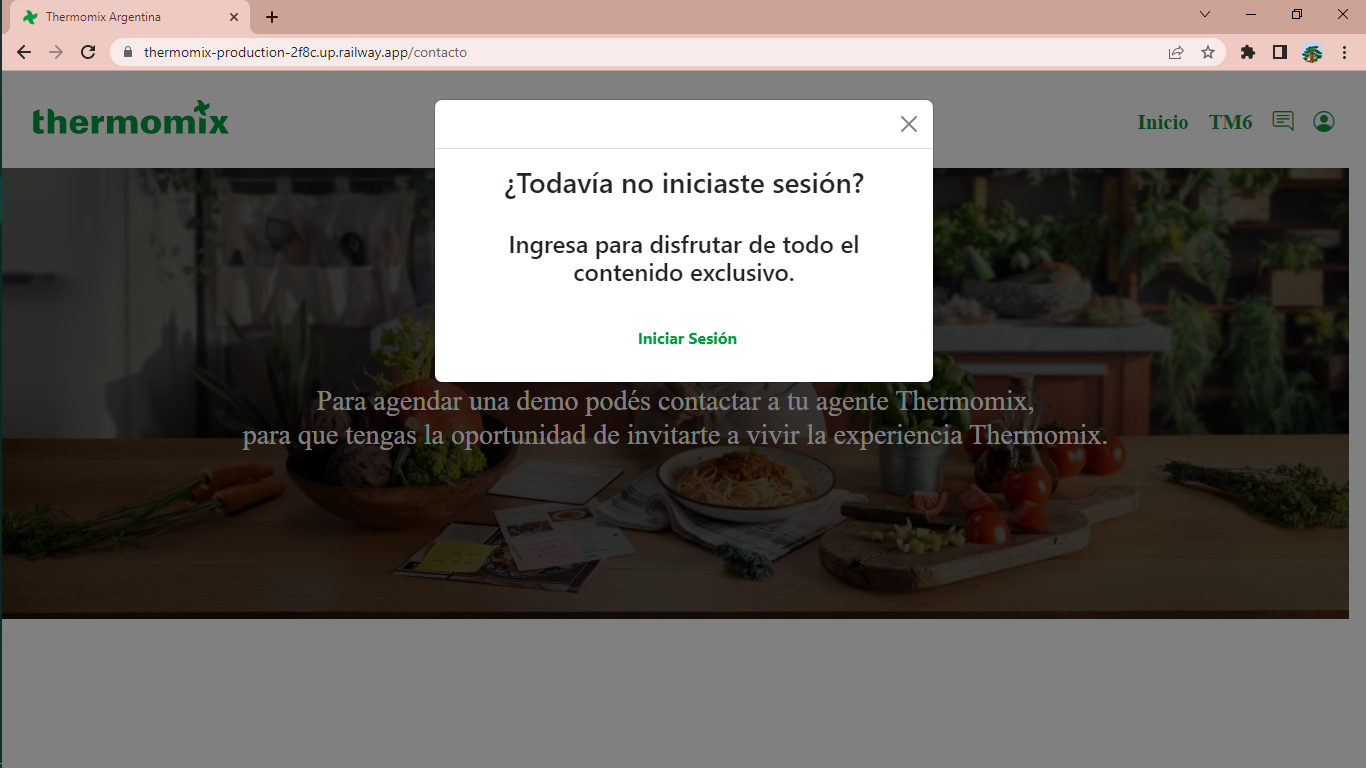 Thermomix Argentina
thermomix-production-2f8c.up.railway.app/contacto
thermomix
Inicio TM6
¿Todavía no iniciaste sesión?
Ingresa para disfrutar de todo el
contenido exclusivo.
Iniciar Sesión
Para agendar una demo podés contactar a tu agente Thermomix,
para que tengas la oportunidad de invitarte a vivir la experiencia Thermomix.